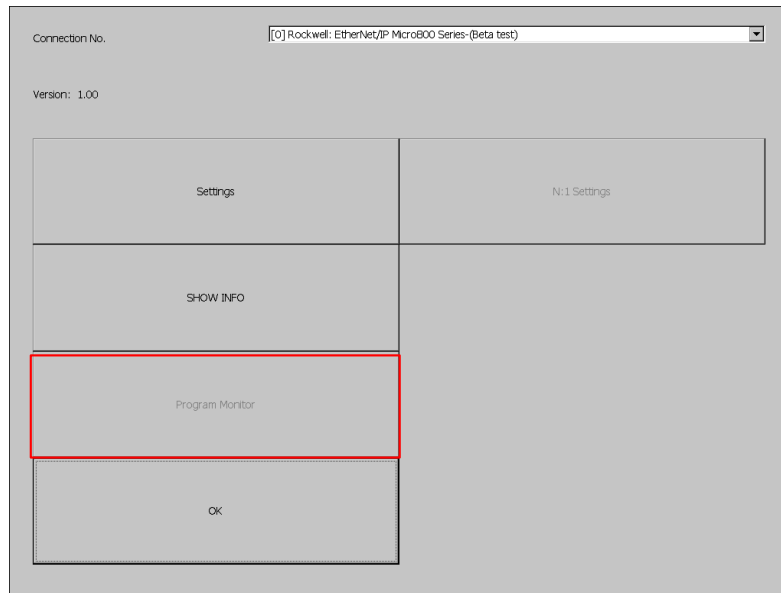 Connection No.
[0] Rockwell: EtherNet/IP Micro800 Series-(Beta test)
Version: 1.00
Settings
N:1 Settings
SHOW INFO
Program Monitor
OK